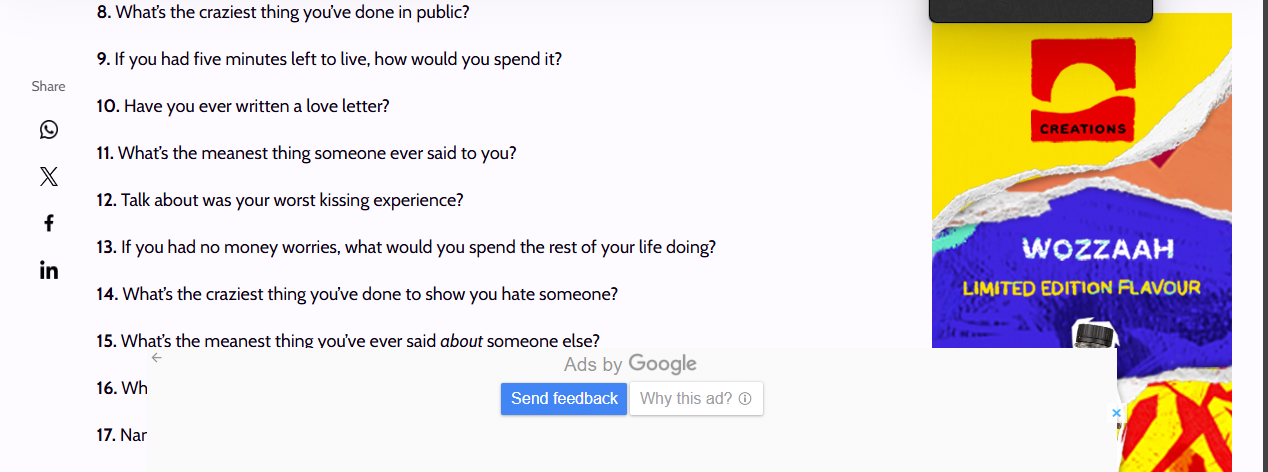 8. What's the craziest thing you've done in public?
9. If you had five minutes left to live, how would you spend it?
Share
10. Have you ever written a love letter?
11. What's the meanest thing someone ever said to you?
12. Talk about was your worst kissing experience?
13. If you had no money worries, what would you spend the rest of your life doing?
14. What's the craziest thing you've done to show you hate someone?
15. What's the meanest thing you've ever said about someone else?
16. Wh
17. Nar
Ads by Google
Send feedback
Why this ad?
CREATIONS
WOZZAAH
LIMITED EDITION FLAVOUR